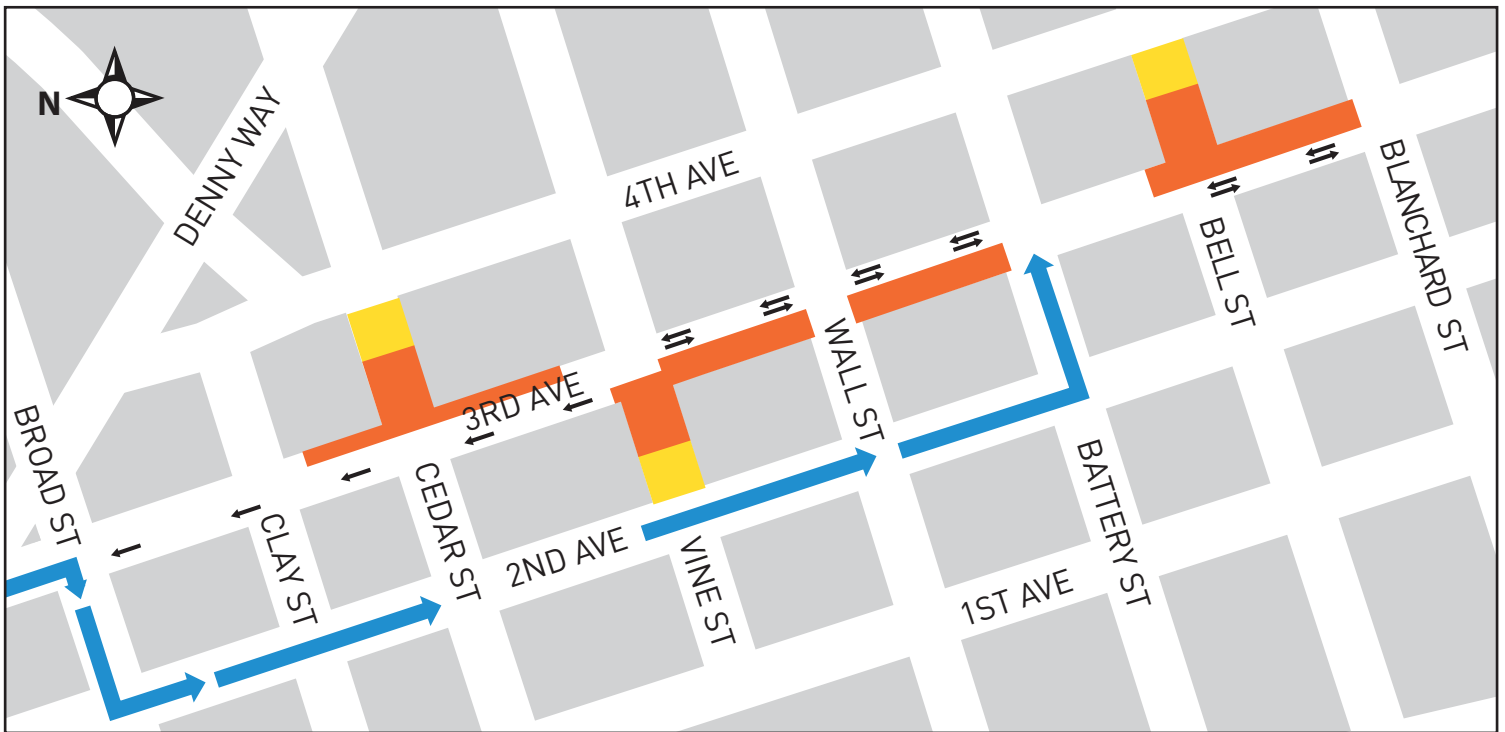 N
DENNY WAY
4TH AVE
BLANCHARD ST
BELL ST
WALL ST
3RD AVE
BROAD ST
CEDAR ST
BATTERY ST
CLAY ST
2ND AVE
VINE ST
1ST AVE